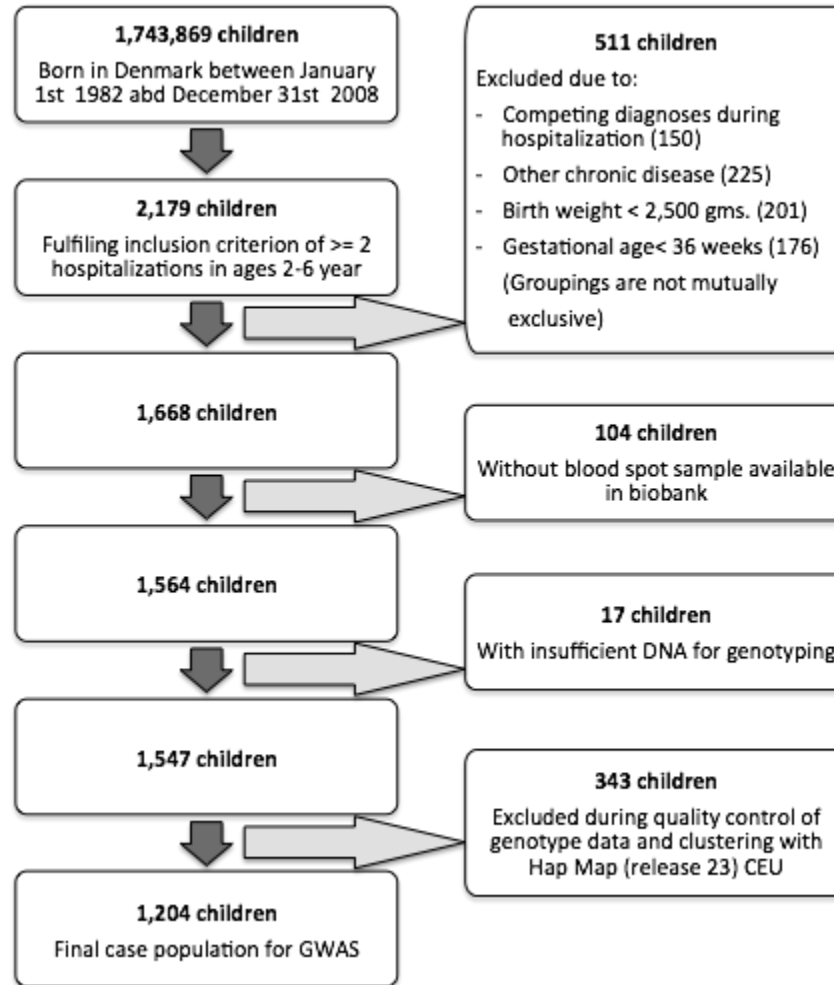 1,743,869 children
Born in Denmark between January
1st 1982 abd December 31st 2008
511 children
Excluded due to:
- Competing diagnoses during
hospitalization (150)
- Other chronic disease (225)
- Birth weight < 2,500 gms. (201)
- Gestational age< 36 weeks (176)
(Groupings are not mutually
exclusive)
2,179 children
Fulfiling inclusion criterion of >= 2
hospitalizations in ages 2-6 year
1,668 children
104 children
Without blood spot sample available
in biobank
1,564 children
17 children
With insufficient DNA for genotyping
1,547 children
343 children
Excluded during quality control of
genotype data and clustering with
Hap Map (release 23) CEU
1,204 children
Final case population for GWAS